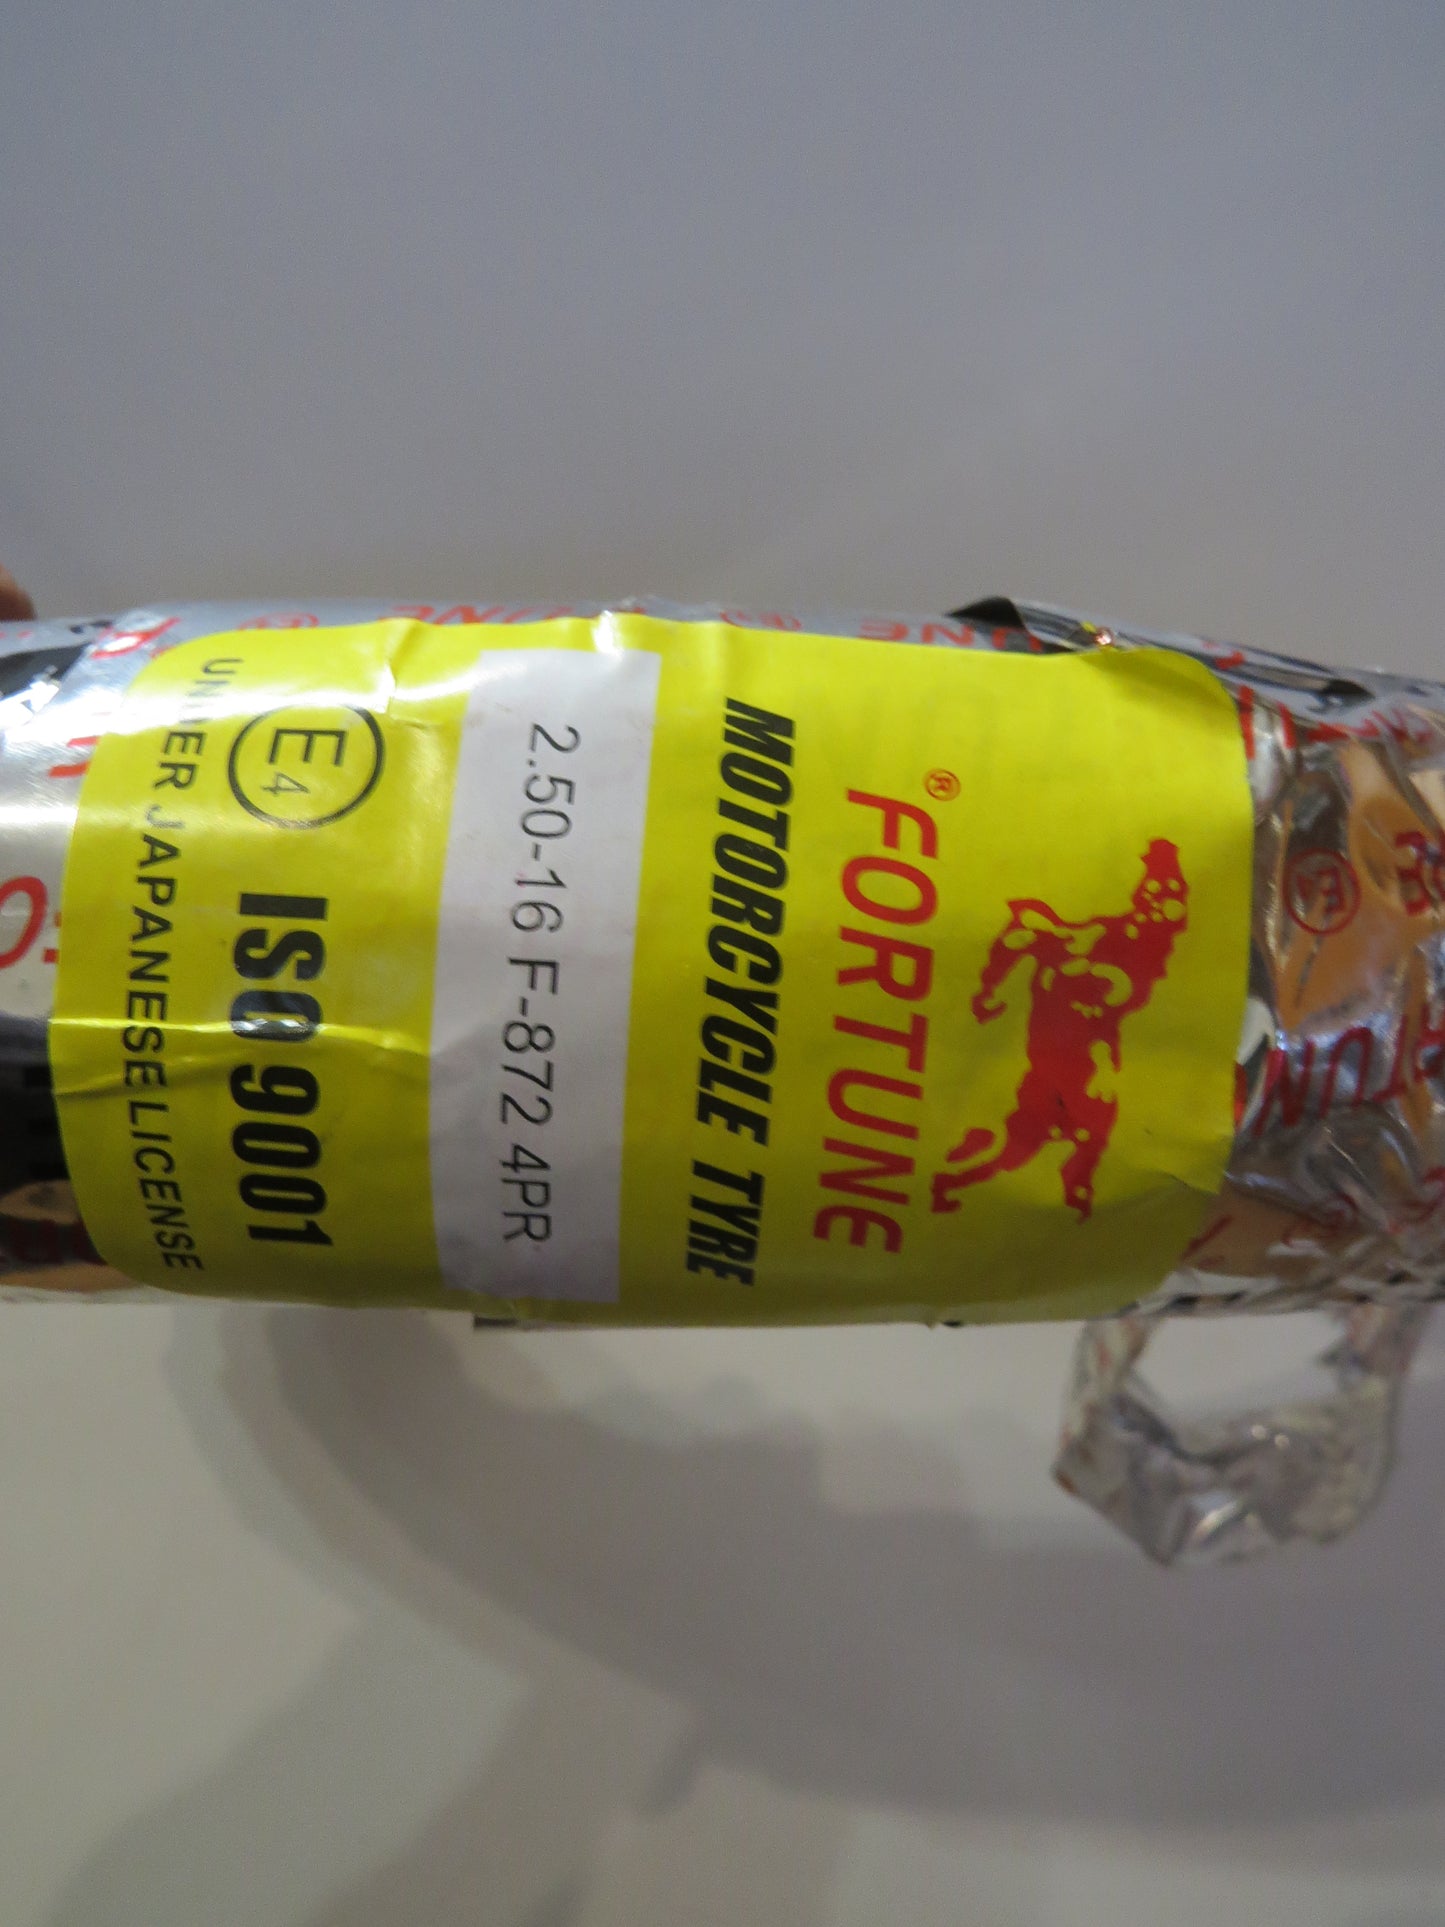 FORTUNE®
MOTORCYCLE TYRE
2.50-16 F-872 4PR
E4 ISO 9001
UNDER JAPANESE LICENSE